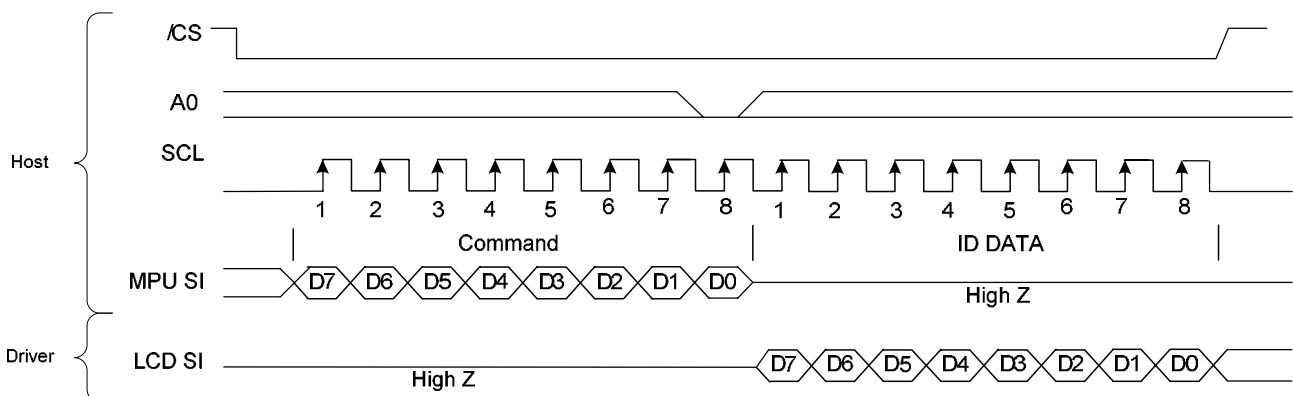 /CS
A0
SCL
Host
1 2 3 4 5 6 7 8 1 2 3 4 5 6 7 8
Command ID DATA
MPU SI D7 D6 D5 D4 D3 D2 D1 D0 High Z
Driver LCD SI High Z D7 D6 D5 D4 D3 D2 D1 D0